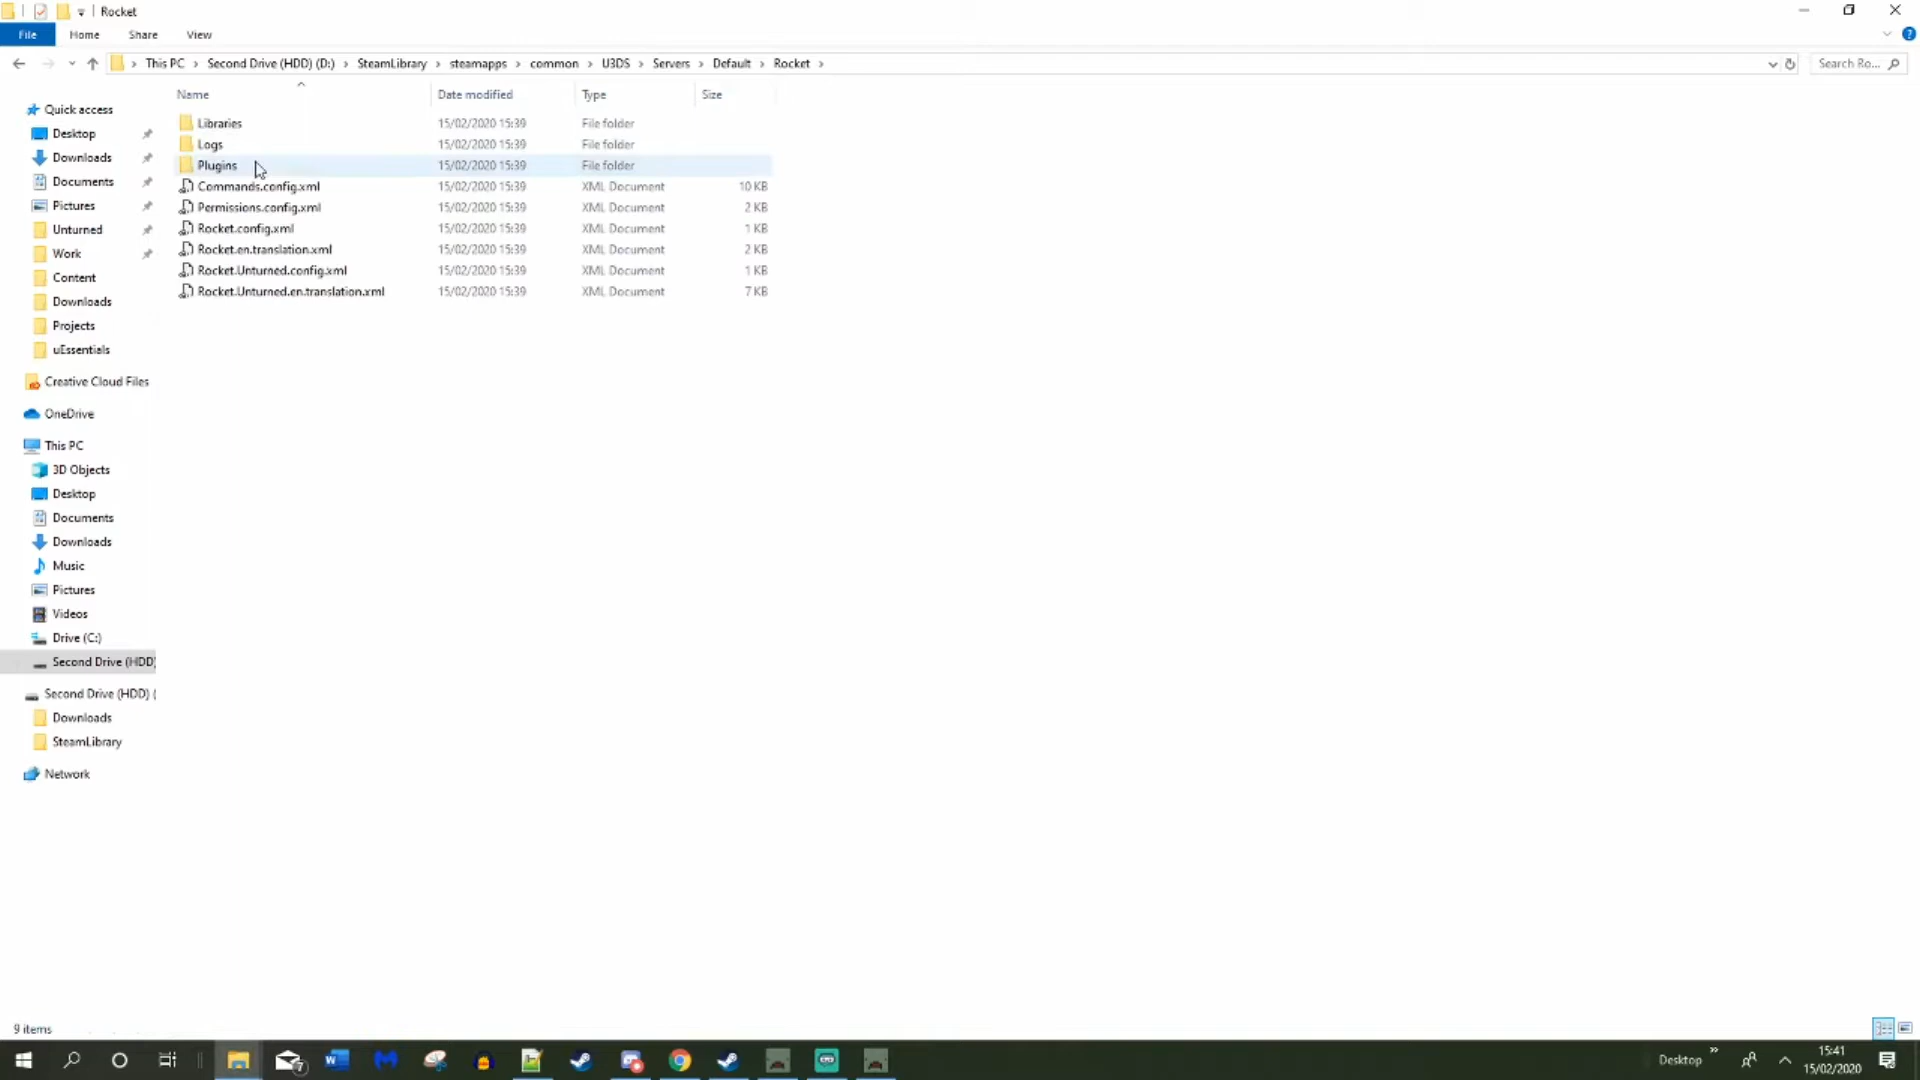 Rocket
File Home Share View
This PC Second Drive (HDD) (D:) SteamLibrary steamapps common U3DS Servers Default Rocket Search Ro...
Name Date modified Type Size
Quick access
Desktop
Downloads
Documents
Pictures
Unturned
Work
Content
Downloads
Projects
uEssentials
Creative Cloud Files
OneDrive
This PC
3D Objects
Desktop
Documents
Downloads
Music
Pictures
Videos
Drive (C:)
Second Drive (HDD)
Second Drive (HDD) (
Downloads
SteamLibrary
Network
Libraries 15/02/2020 15:39 File folder
Logs 15/02/2020 15:39 File folder
Plugins 15/02/2020 15:39 File folder
Commands.config.xml 15/02/2020 15:39 XML Document 10 KB
Permissions.config.xml 15/02/2020 15:39 XML Document 2 KB
Rocket.config.xml 15/02/2020 15:39 XML Document 1 KB
Rocket.en.translation.xml 15/02/2020 15:39 XML Document 2 KB
Rocket.Unturned.config.xml 15/02/2020 15:39 XML Document 1 KB
Rocket.Unturned.en.translation.xml 15/02/2020 15:39 XML Document 7 KB
9 items
Desktop
15:41
15/02/2020